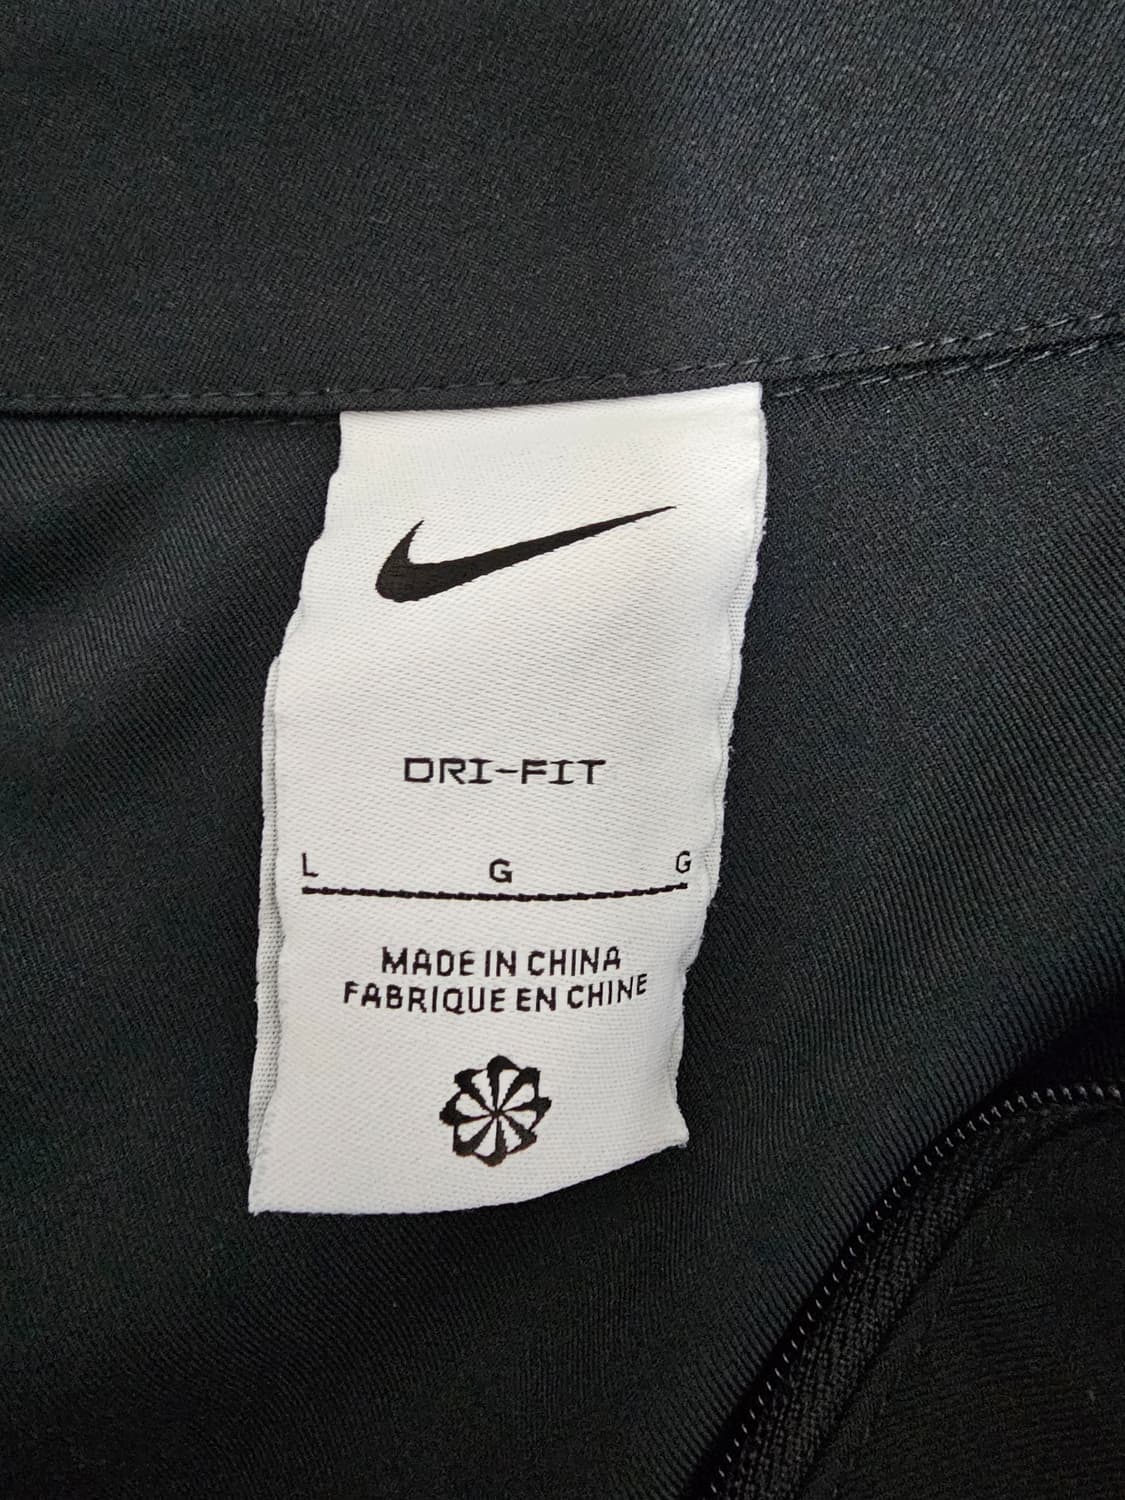 DRI-FIT
L G G
MADE IN CHINA
FABRIQUE EN CHINE